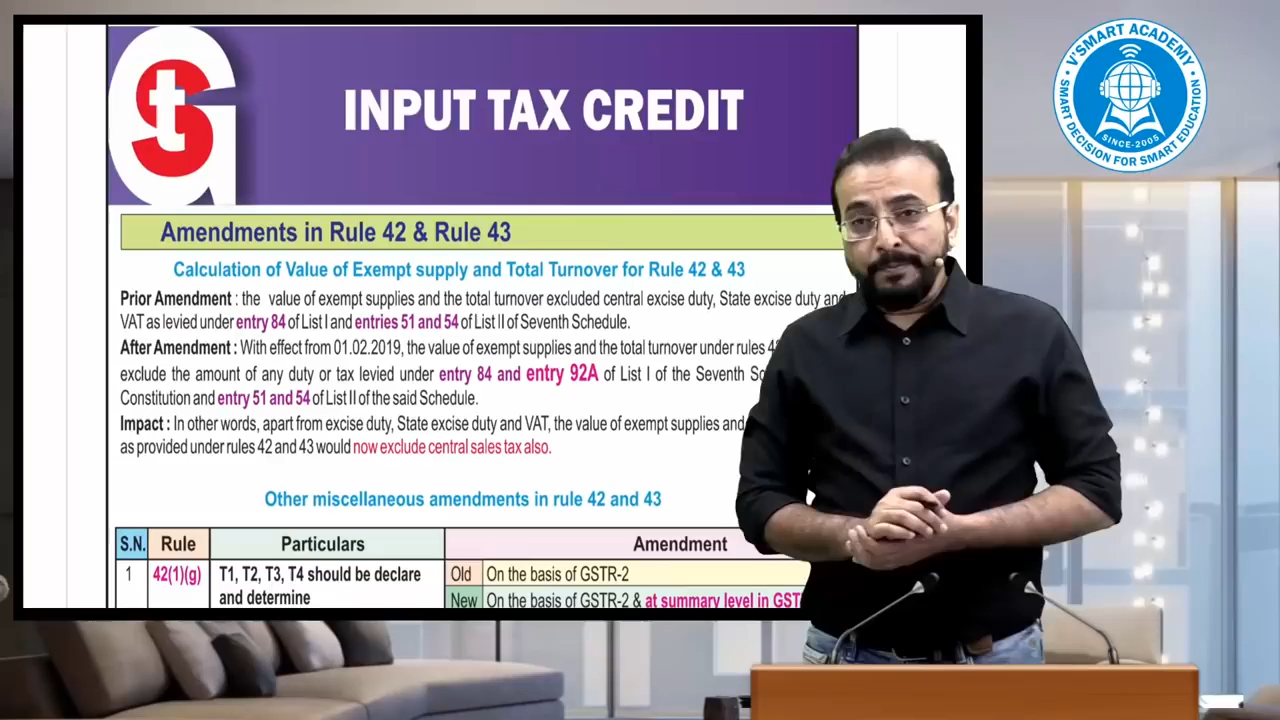 GSt
INPUT TAX CREDIT
V'SMART ACADEMY
SMART DECISION FOR SMART EDUCATION
SINCE-2005
Amendments in Rule 42 & Rule 43
Calculation of Value of Exempt supply and Total Turnover for Rule 42 & 43
Prior Amendment : the value of exempt supplies and the total turnover excluded central excise duty, State excise duty and
VAT as levied under entry 84 of List I and entries 51 and 54 of List II of Seventh Schedule.
After Amendment : With effect from 01.02.2019, the value of exempt supplies and the total turnover under rules
exclude the amount of any duty or tax levied under entry 84 and entry 92A of List I of the Seventh
Constitution and entry 51 and 54 of List II of the said Schedule.
Impact : In other words, apart from excise duty, State excise duty and VAT, the value of exempt supplies and
as provided under rules 42 and 43 would now exclude central sales tax also.
Other miscellaneous amendments in rule 42 and 43
S.N. Rule Particulars Amendment
1 42(1)(g) T1, T2, T3, T4 should be declare Old On the basis of GSTR-2
and determine New On the basis of GSTR-2 & at summary level in